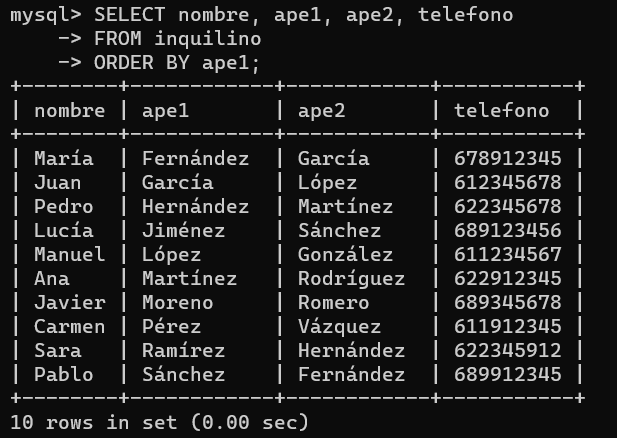 mysql> SELECT nombre, ape1, ape2, telefono
    -> FROM inquilino
    -> ORDER BY ape1;
+--------+------------+------------+-----------+
| nombre | ape1       | ape2       | telefono  |
+--------+------------+------------+-----------+
| María  | Fernández  | García     | 678912345 |
| Juan   | García     | López      | 612345678 |
| Pedro  | Hernández  | Martínez   | 622345678 |
| Lucía  | Jiménez    | Sánchez    | 689123456 |
| Manuel | López      | González   | 611234567 |
| Ana    | Martínez   | Rodríguez  | 622912345 |
| Javier | Moreno     | Romero     | 689345678 |
| Carmen | Pérez      | Vázquez    | 611912345 |
| Sara   | Ramírez    | Hernández  | 622345912 |
| Pablo  | Sánchez    | Fernández  | 689912345 |
+--------+------------+------------+-----------+
10 rows in set (0.00 sec)